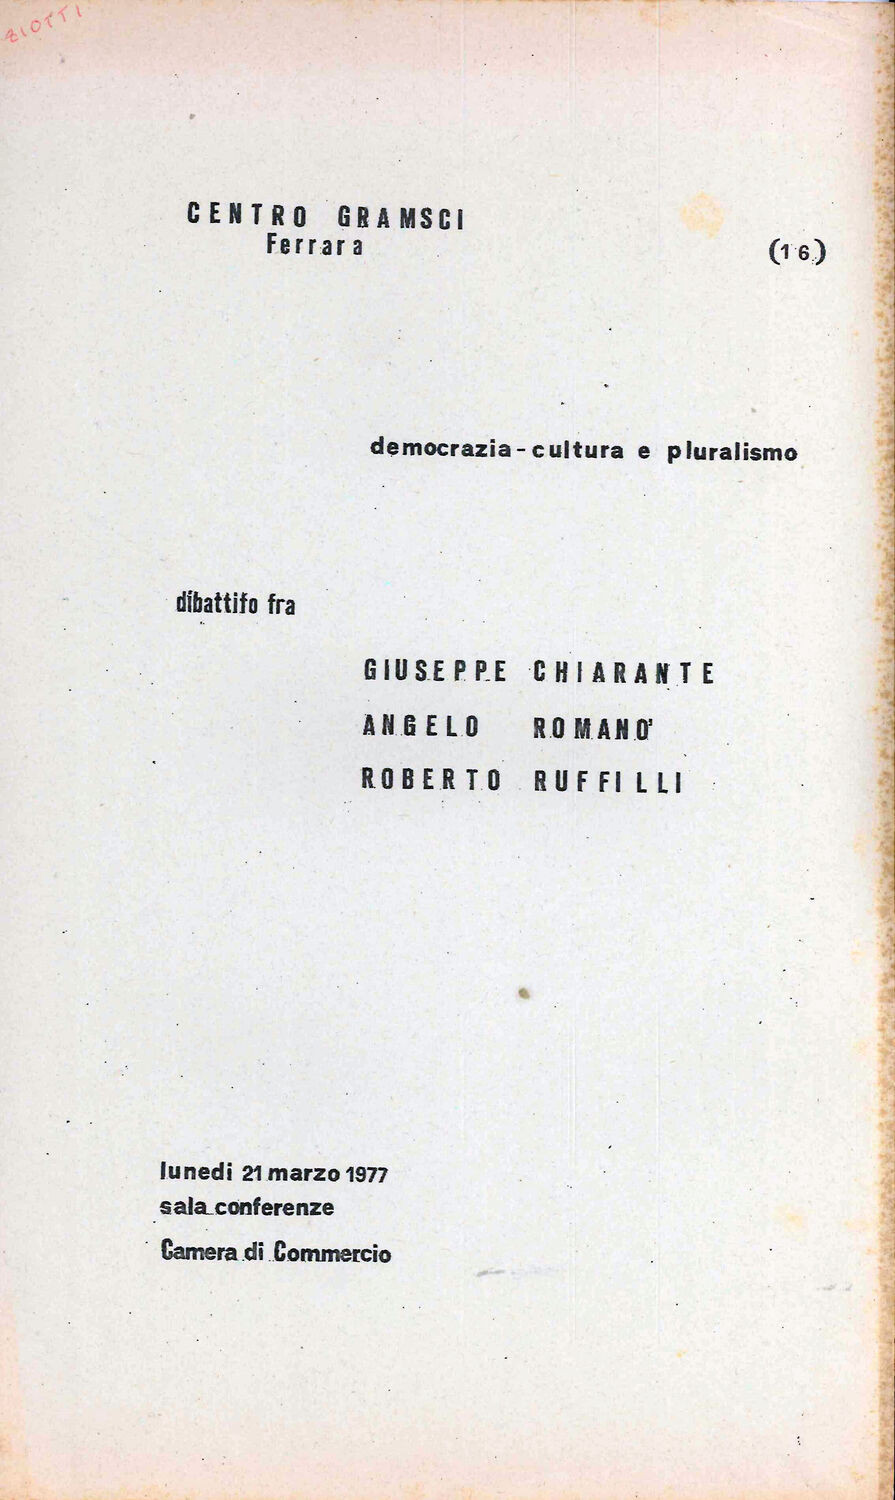 ZIOTTI
CENTRO GRAMSCI
Ferrara
(16)
democrazia-cultura e pluralismo
dibattito fra
GIUSEPPE CHIARANTE
ANGELO ROMANO'
ROBERTO RUFFILLI
lunedi 21 marzo 1977
sala conferenze
Camera di Commercio